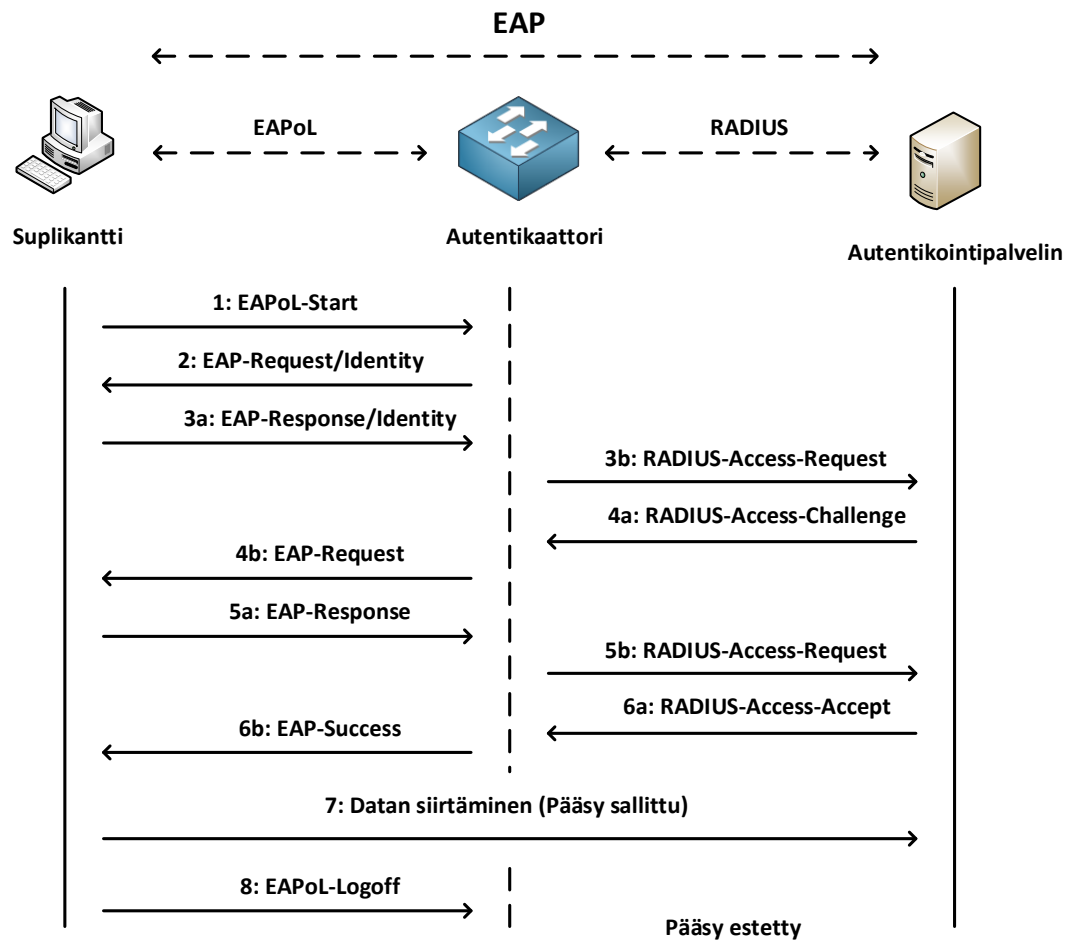 EAP
EAPoL
RADIUS
Suplikantti
Autentikaattori
Autentikointipalvelin
1: EAPoL-Start
2: EAP-Request/Identity
3a: EAP-Response/Identity
3b: RADIUS-Access-Request
4a: RADIUS-Access-Challenge
4b: EAP-Request
5a: EAP-Response
5b: RADIUS-Access-Request
6a: RADIUS-Access-Accept
6b: EAP-Success
7: Datan siirtäminen (Pääsy sallittu)
8: EAPoL-Logoff
Pääsy estetty